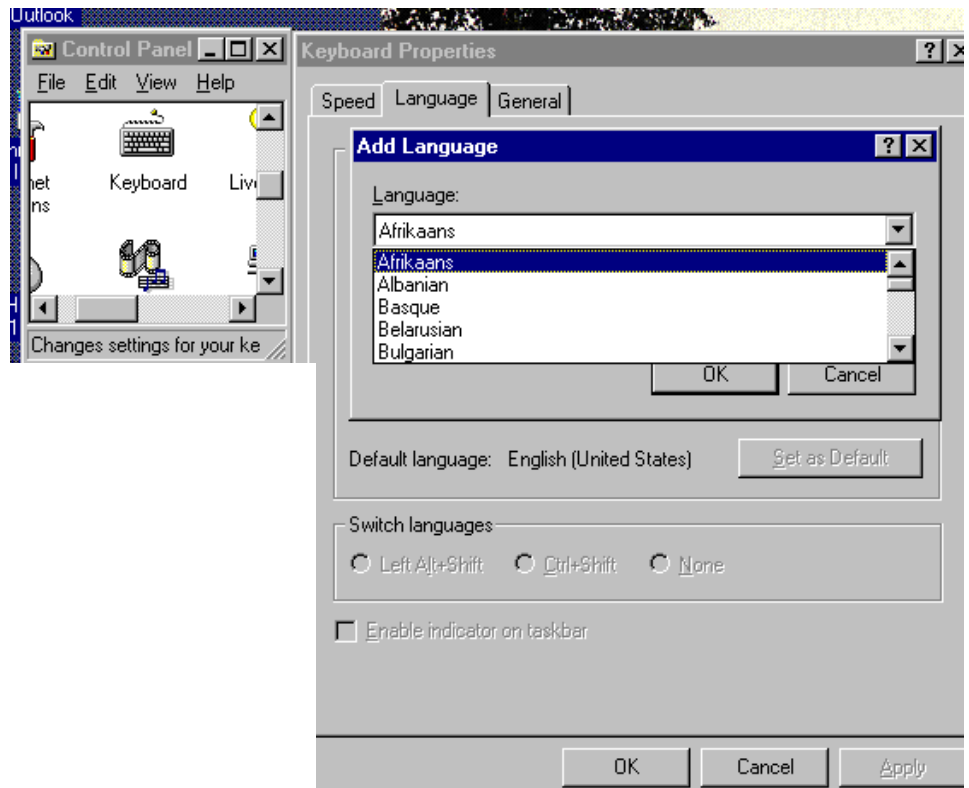 Outlook
Control Panel
File Edit View Help
Keyboard
Changes settings for your ke
Keyboard Properties
Speed Language General
Add Language
Language:
Afrikaans
Afrikaans
Albanian
Basque
Belarusian
Bulgarian
OK Cancel
Default language: English (United States) Set as Default
Switch languages
Left Alt+Shift Ctrl+Shift None
Enable indicator on taskbar
OK Cancel Apply